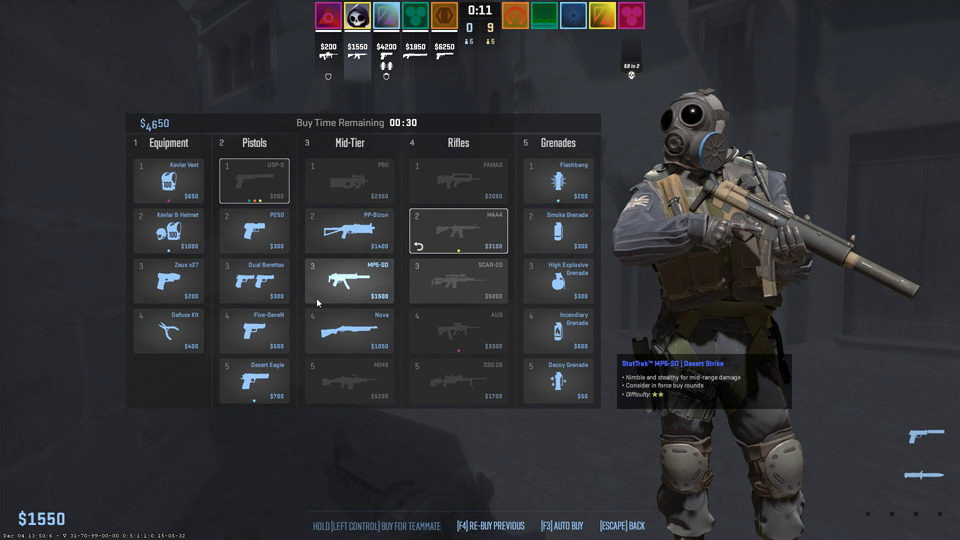 0:11
0 9
5 5
$200 $1550 $4200 $1850 $6250
59 in 2
$4650
Buy Time Remaining 00:30
1 Equipment
2 Pistols
3 Mid-Tier
4 Rifles
5 Grenades
1 Kevlar Vest
100
$650
2 Kevlar & Helmet
100
$1000
3 Zeus x27
$200
4 Defuse Kit
$400
1 USP-S
$200
2 P250
$300
3 Dual Berettas
$300
4 Five-SeveN
$500
5 Desert Eagle
$700
1 P90
$2350
2 PP-Bizon
$1400
3 MP5-SD
$1500
4 Nova
$1050
5 M249
$5200
1 FAMAS
$2050
2 M4A4
$3100
3 SCAR-20
$5000
4 AUG
$3300
5 SSG 08
$1700
1 Flashbang
$200
2 Smoke Grenade
$300
3 High Explosive
Grenade
$300
4 Incendiary
Grenade
$600
5 Decoy Grenade
$50
StatTrak™ MP5-SD | Desert Strike
• Nimble and stealthy for mid-range damage
• Consider in force buy rounds
• Difficulty: ★★
$1550
HOLD [LEFT CONTROL] BUY FOR TEAMMATE [F4] RE-BUY PREVIOUS [F3] AUTO BUY [ESCAPE] BACK